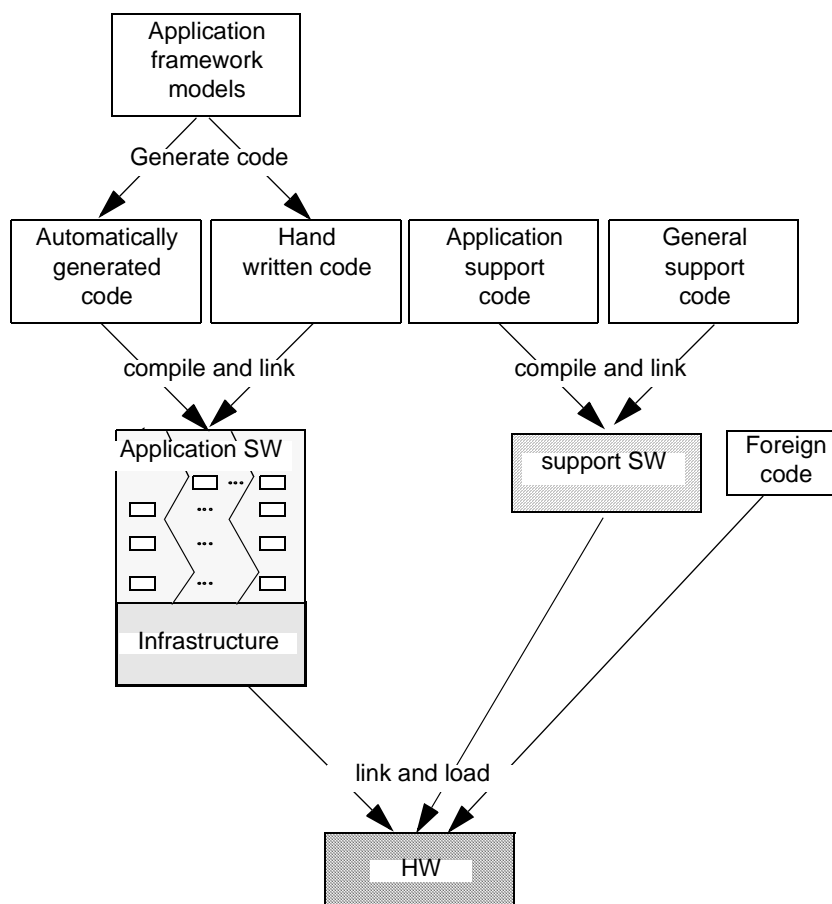 Application
framework
models
Generate code
Automatically
generated
code
Hand
written code
Application
support
code
General
support
code
compile and link
compile and link
Application SW
...
...
...
...
Infrastructure
support SW
Foreign
code
link and load
HW